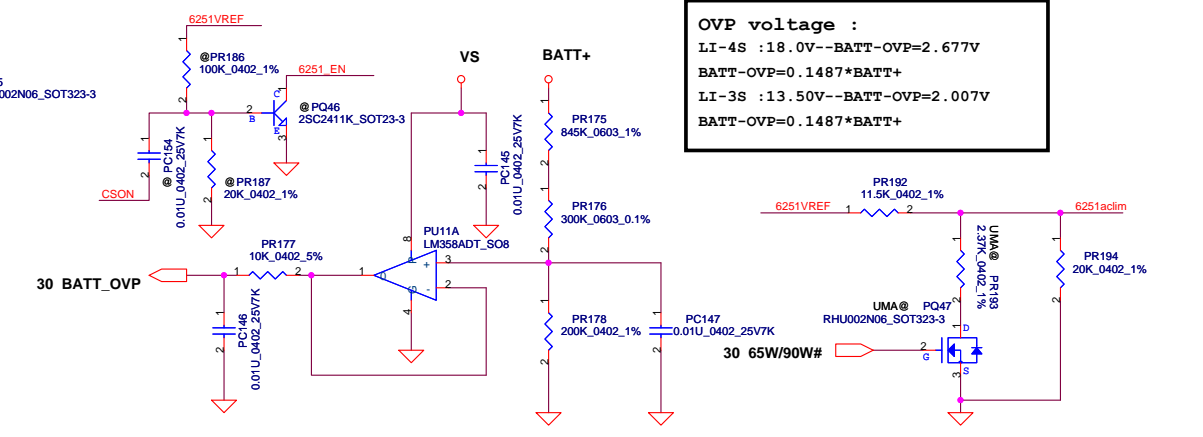 6251VREF
@PR186
100K_0402_1%
6251_EN
002N06_SOT323-3
@PQ46
2SC2411K_SOT23-3
@PC154
0.01U_0402_25V7K
CSON
@PR187
20K_0402_1%
VS
PC145
0.01U_0402_25V7K
BATT+
PR175
845K_0603_1%
PR176
300K_0603_0.1%
PU11A
LM358ADT_SO8
PR177
10K_0402_5%
30 BATT_OVP
PC146
0.01U_0402_25V7K
PR178
200K_0402_1%
PC147
0.01U_0402_25V7K
OVP voltage :
LI-4S :18.0V--BATT-OVP=2.677V
BATT-OVP=0.1487*BATT+
LI-3S :13.50V--BATT-OVP=2.007V
BATT-OVP=0.1487*BATT+
PR192
11.5K_0402_1%
6251VREF
6251aclim
UMA@ PR193
2.37K_0402_1%
PR194
20K_0402_1%
UMA@ PQ47
RHU002N06_SOT323-3
30 65W/90W#